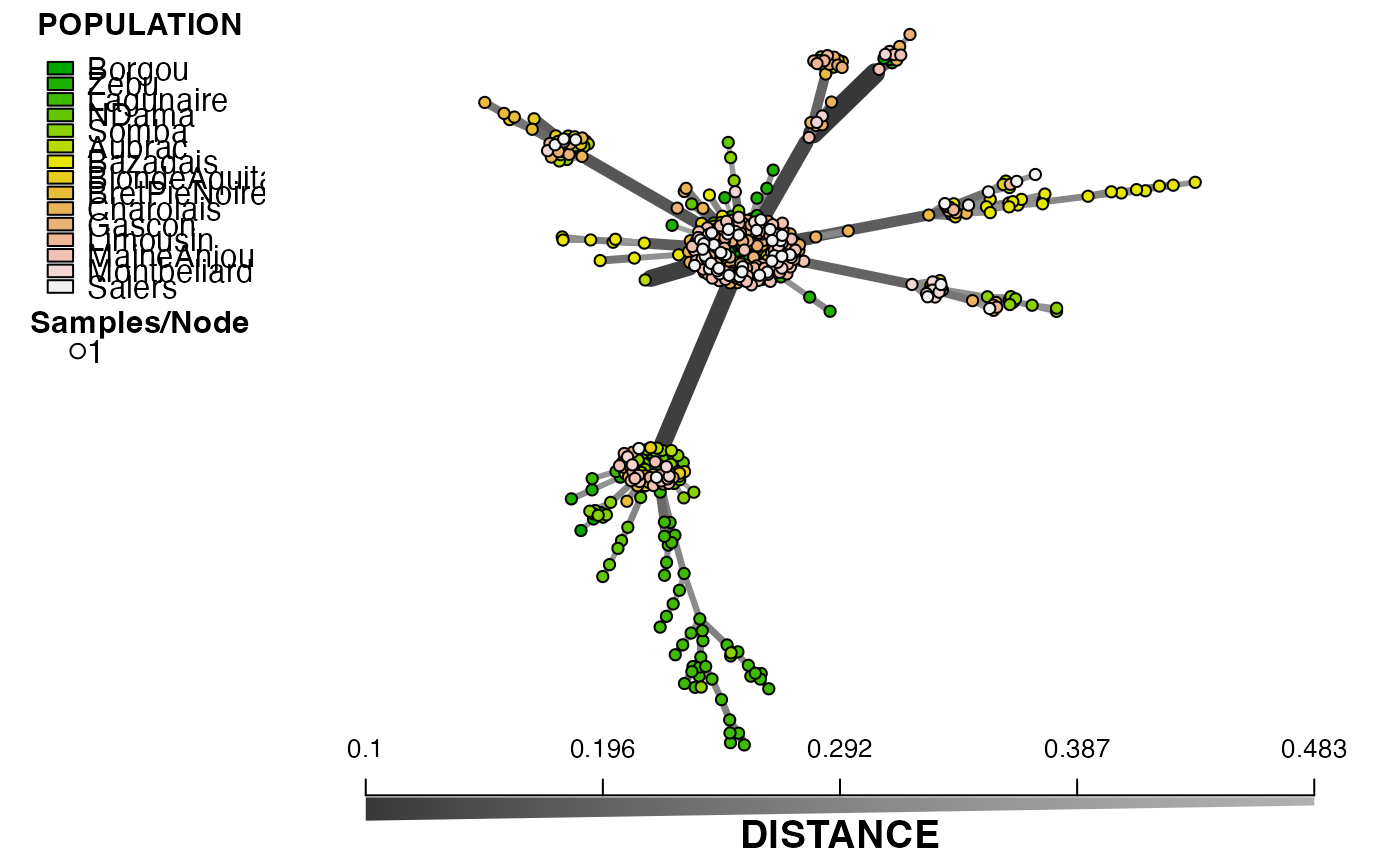 POPULATION
Borgou
Zebu
Lagunaire
NDama
Somba
Aubrac
Bazadais
BlondeAquita
BretPieNoire
Charolais
Gascon
Limousin
MaineAnjou
Montbeliard
Salers
Samples/Node
1
0.1 0.196 0.292 0.387 0.483
DISTANCE